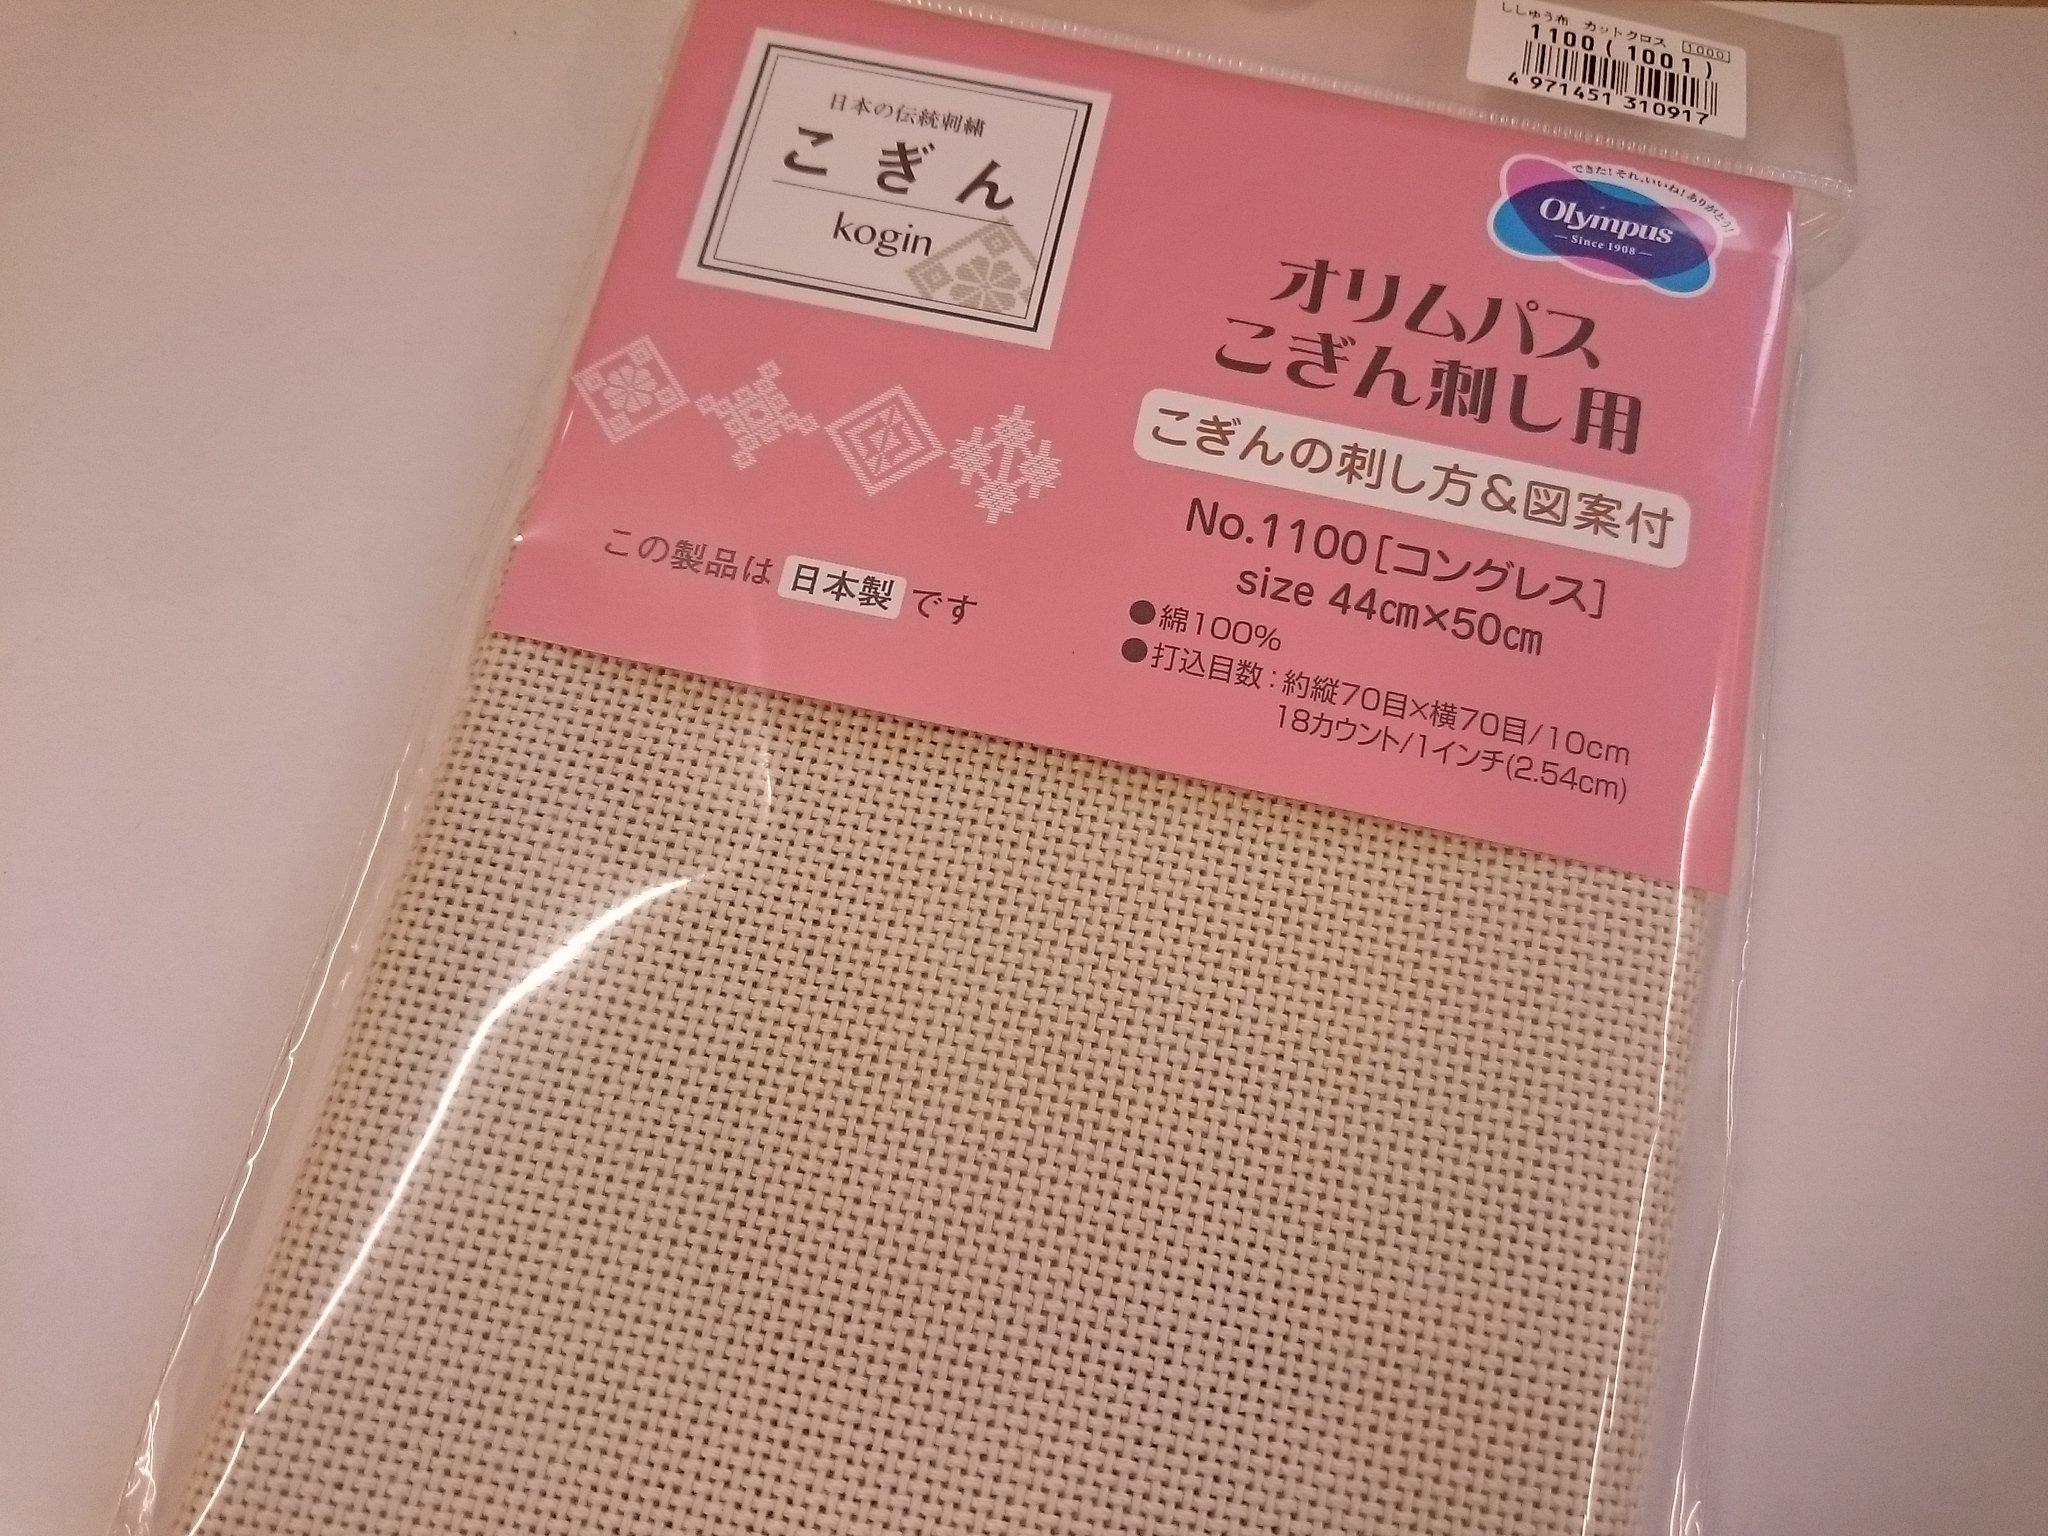 ししゅう布 カットクロス 1000
1100(1001)
4 971451 310917
日本の伝統刺繍
こぎん
kogin
できた!それ、いいね!ありがとう!
Olympus
Since 1908
オリムパス
こぎん刺し用
こぎんの刺し方&図案付
No.1100[コングレス]
size 44㎝×50㎝
●綿100%
●打込目数:約縦70目×横70目/10cm
18カウント/1インチ(2.54cm)
この製品は 日本製 です